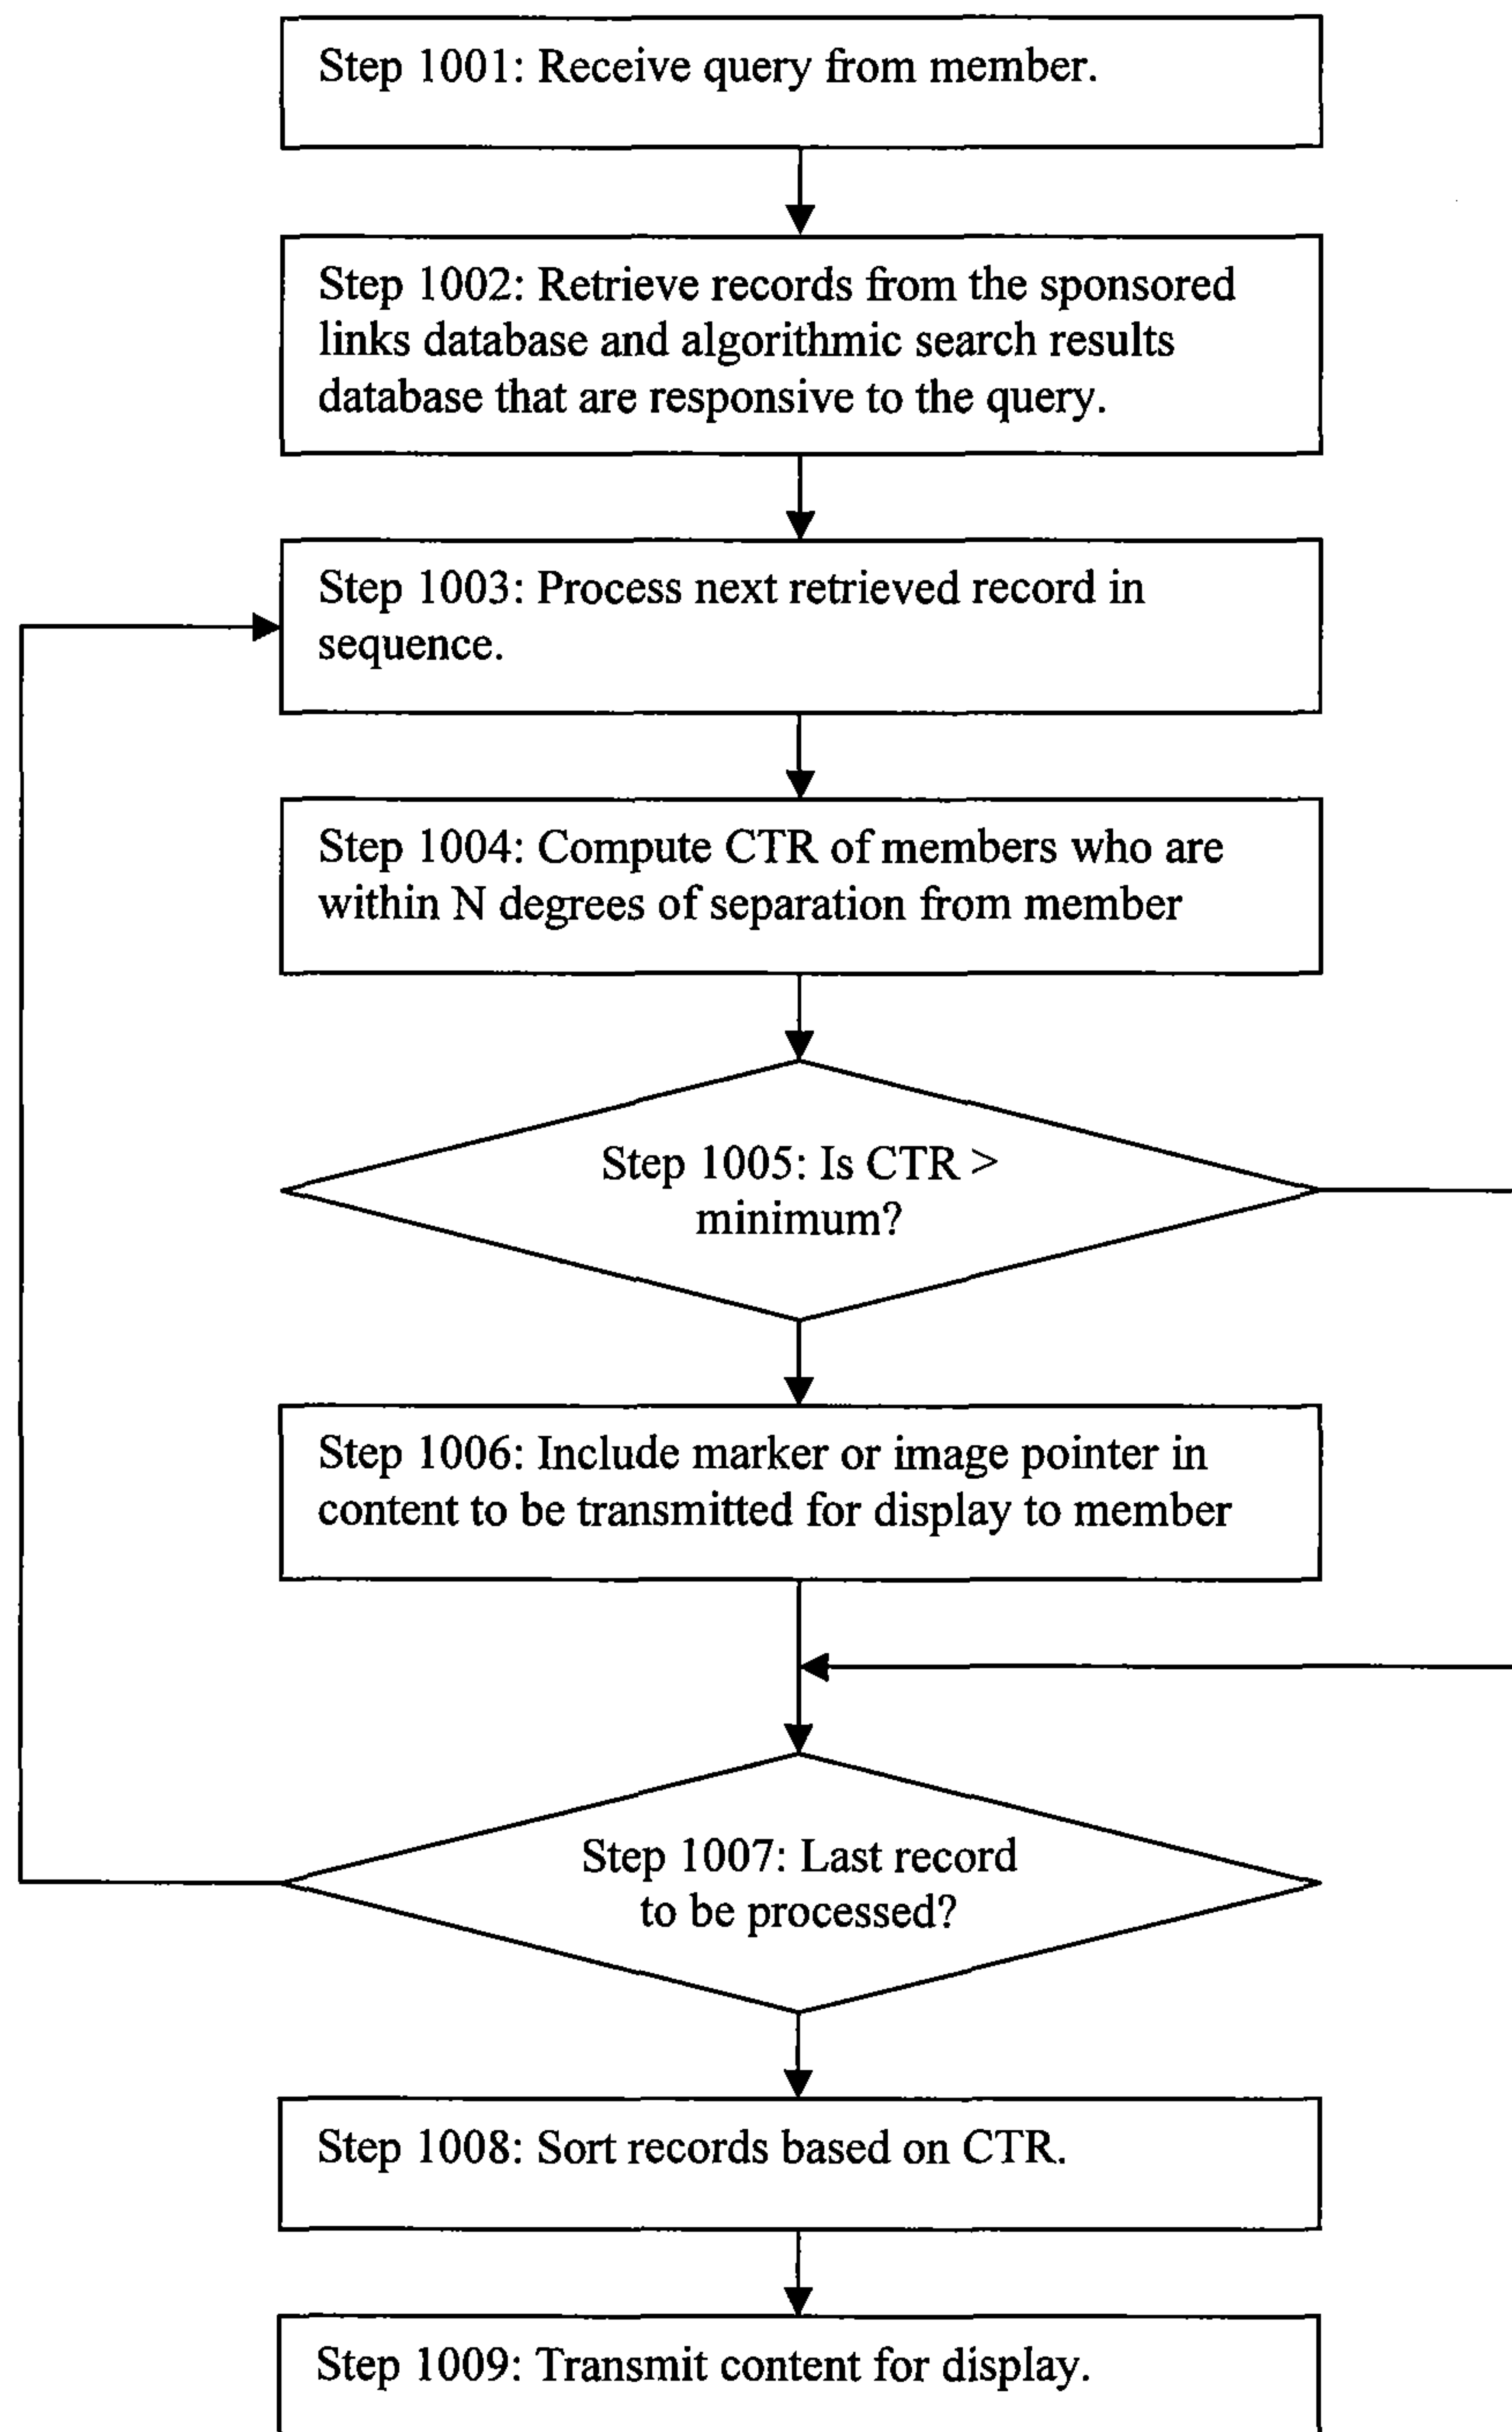 Step 1001: Receive query from member.
Step 1002: Retrieve records from the sponsored
links database and algorithmic search results
database that are responsive to the query.
Step 1003: Process next retrieved record in
sequence.
Step 1004: Compute CTR of members who are
within N degrees of separation from member
Step 1005: Is CTR >
minimum?
Step 1006: Include marker or image pointer in
content to be transmitted for display to member
Step 1007: Last record
to be processed?
Step 1008: Sort records based on CTR.
Step 1009: Transmit content for display.